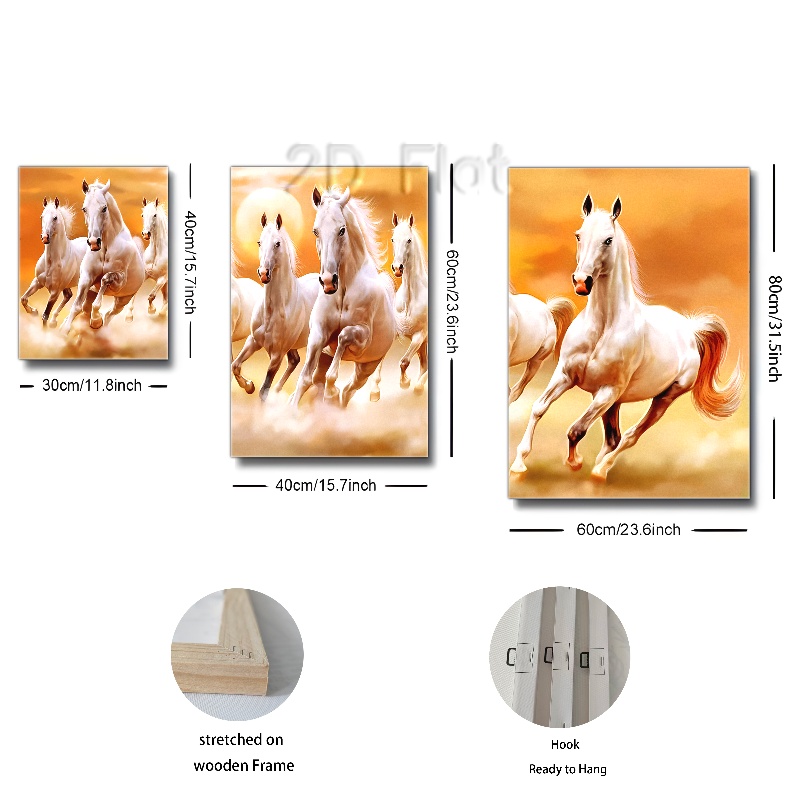 2D Flat
40cm/15.7inch
30cm/11.8inch
60cm/23.6inch
40cm/15.7inch
80cm/31.5inch
60cm/23.6inch
stretched on
wooden Frame
Hook
Ready to Hang